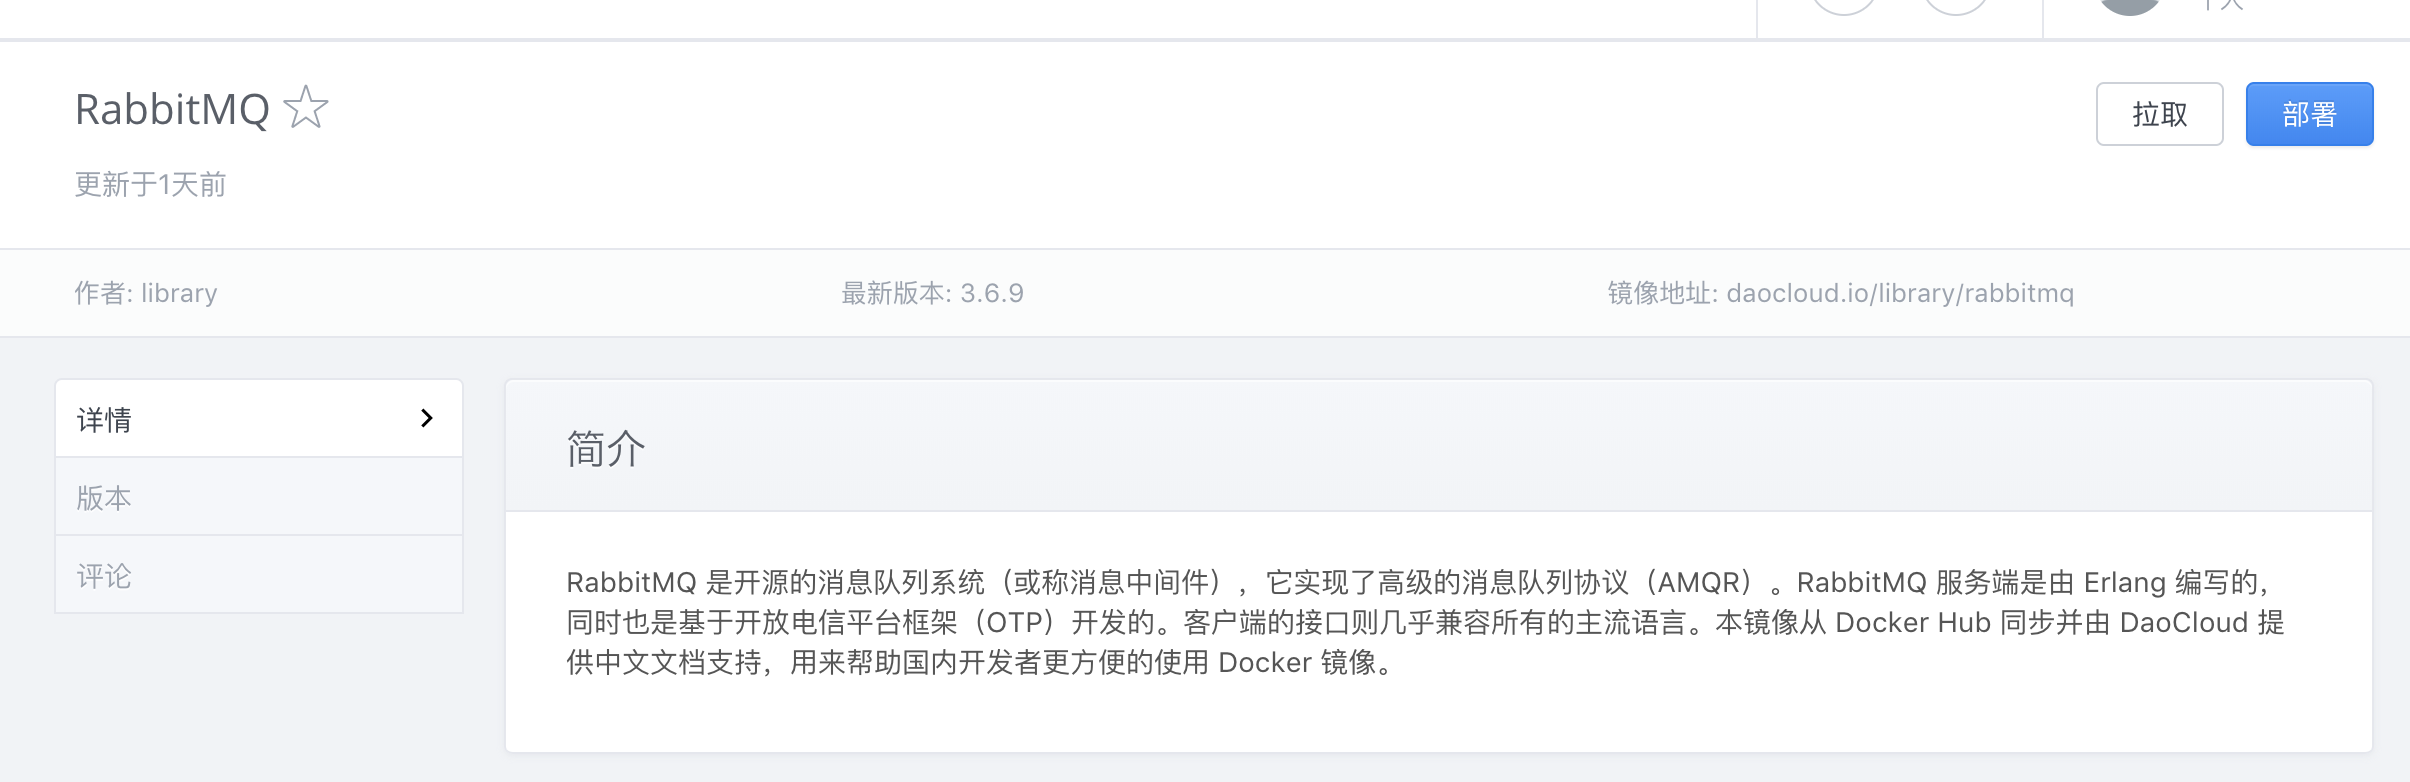 RabbitMQ
拉取
部署
更新于1天前
作者: library
最新版本: 3.6.9
镜像地址: daocloud.io/library/rabbitmq
详情
版本
评论
简介
RabbitMQ 是开源的消息队列系统（或称消息中间件），它实现了高级的消息队列协议（AMQR）。RabbitMQ 服务端是由 Erlang 编写的，
同时也是基于开放电信平台框架（OTP）开发的。客户端的接口则几乎兼容所有的主流语言。本镜像从 Docker Hub 同步并由 DaoCloud 提
供中文文档支持，用来帮助国内开发者更方便的使用 Docker 镜像。